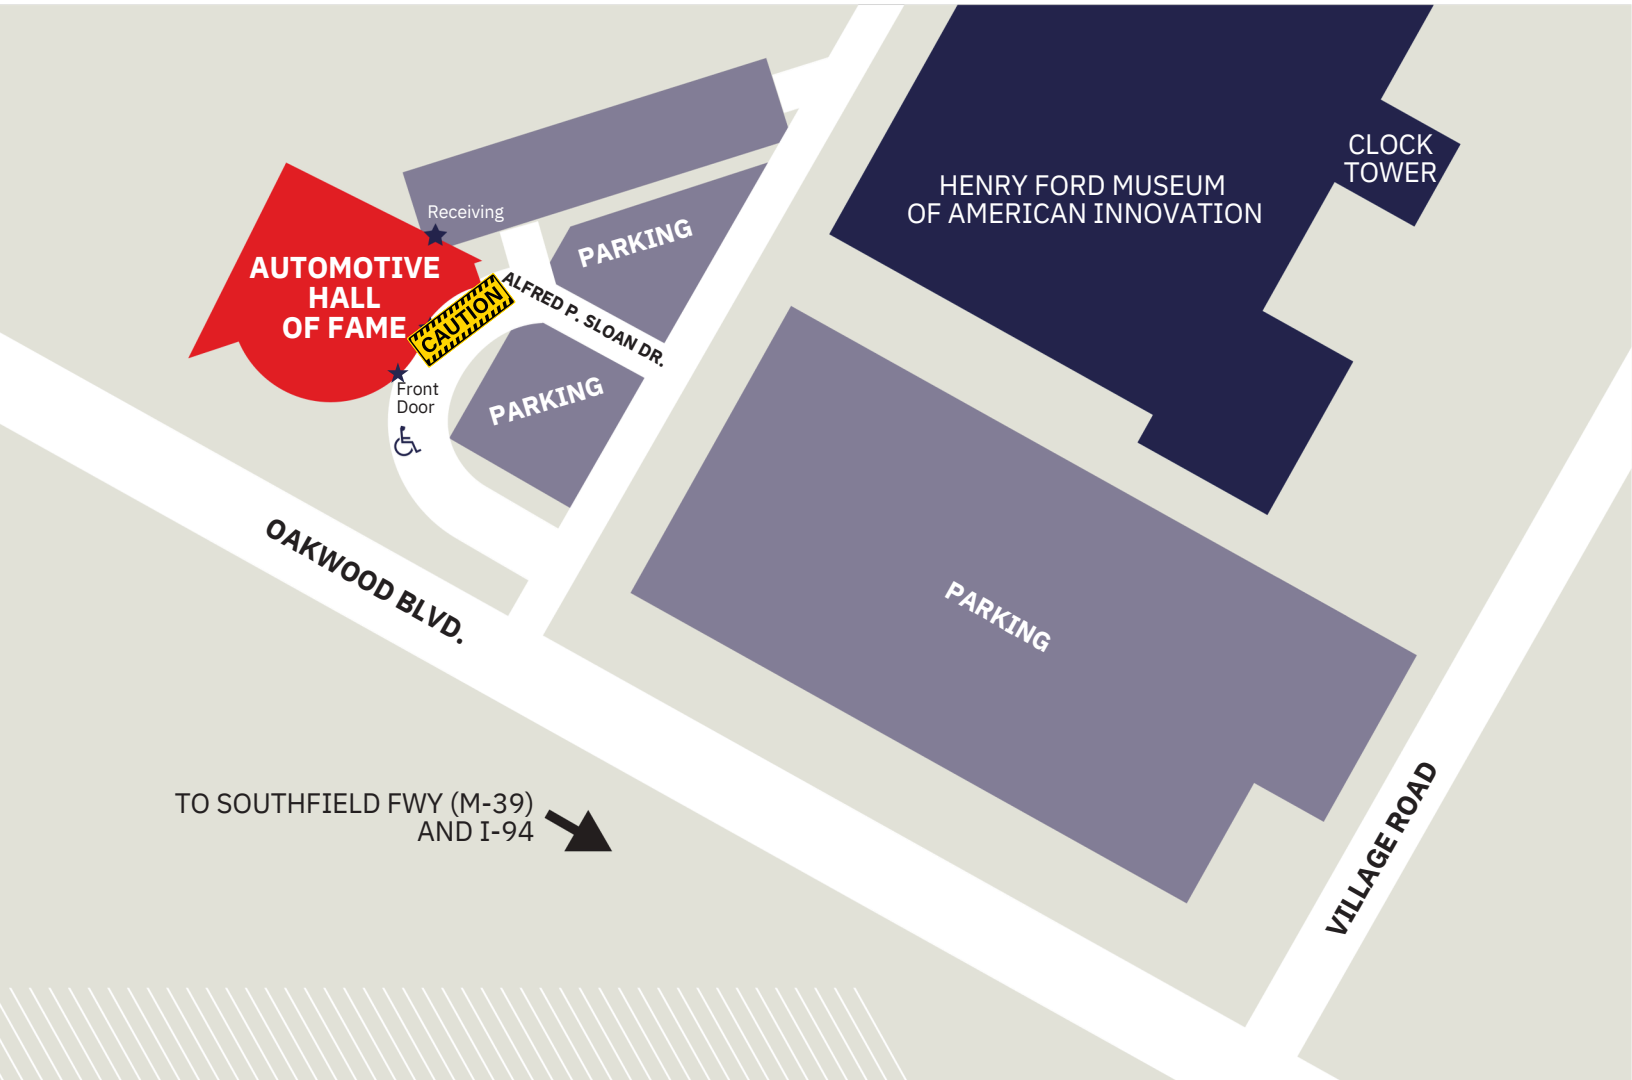 CLOCK
TOWER
HENRY FORD MUSEUM
OF AMERICAN INNOVATION
Receiving
PARKING
AUTOMOTIVE
HALL
OF FAME
CAUTION
ALFRED P. SLOAN DR.
Front
Door
PARKING
OAKWOOD BLVD.
PARKING
TO SOUTHFIELD FWY (M-39)
AND I-94
VILLAGE ROAD